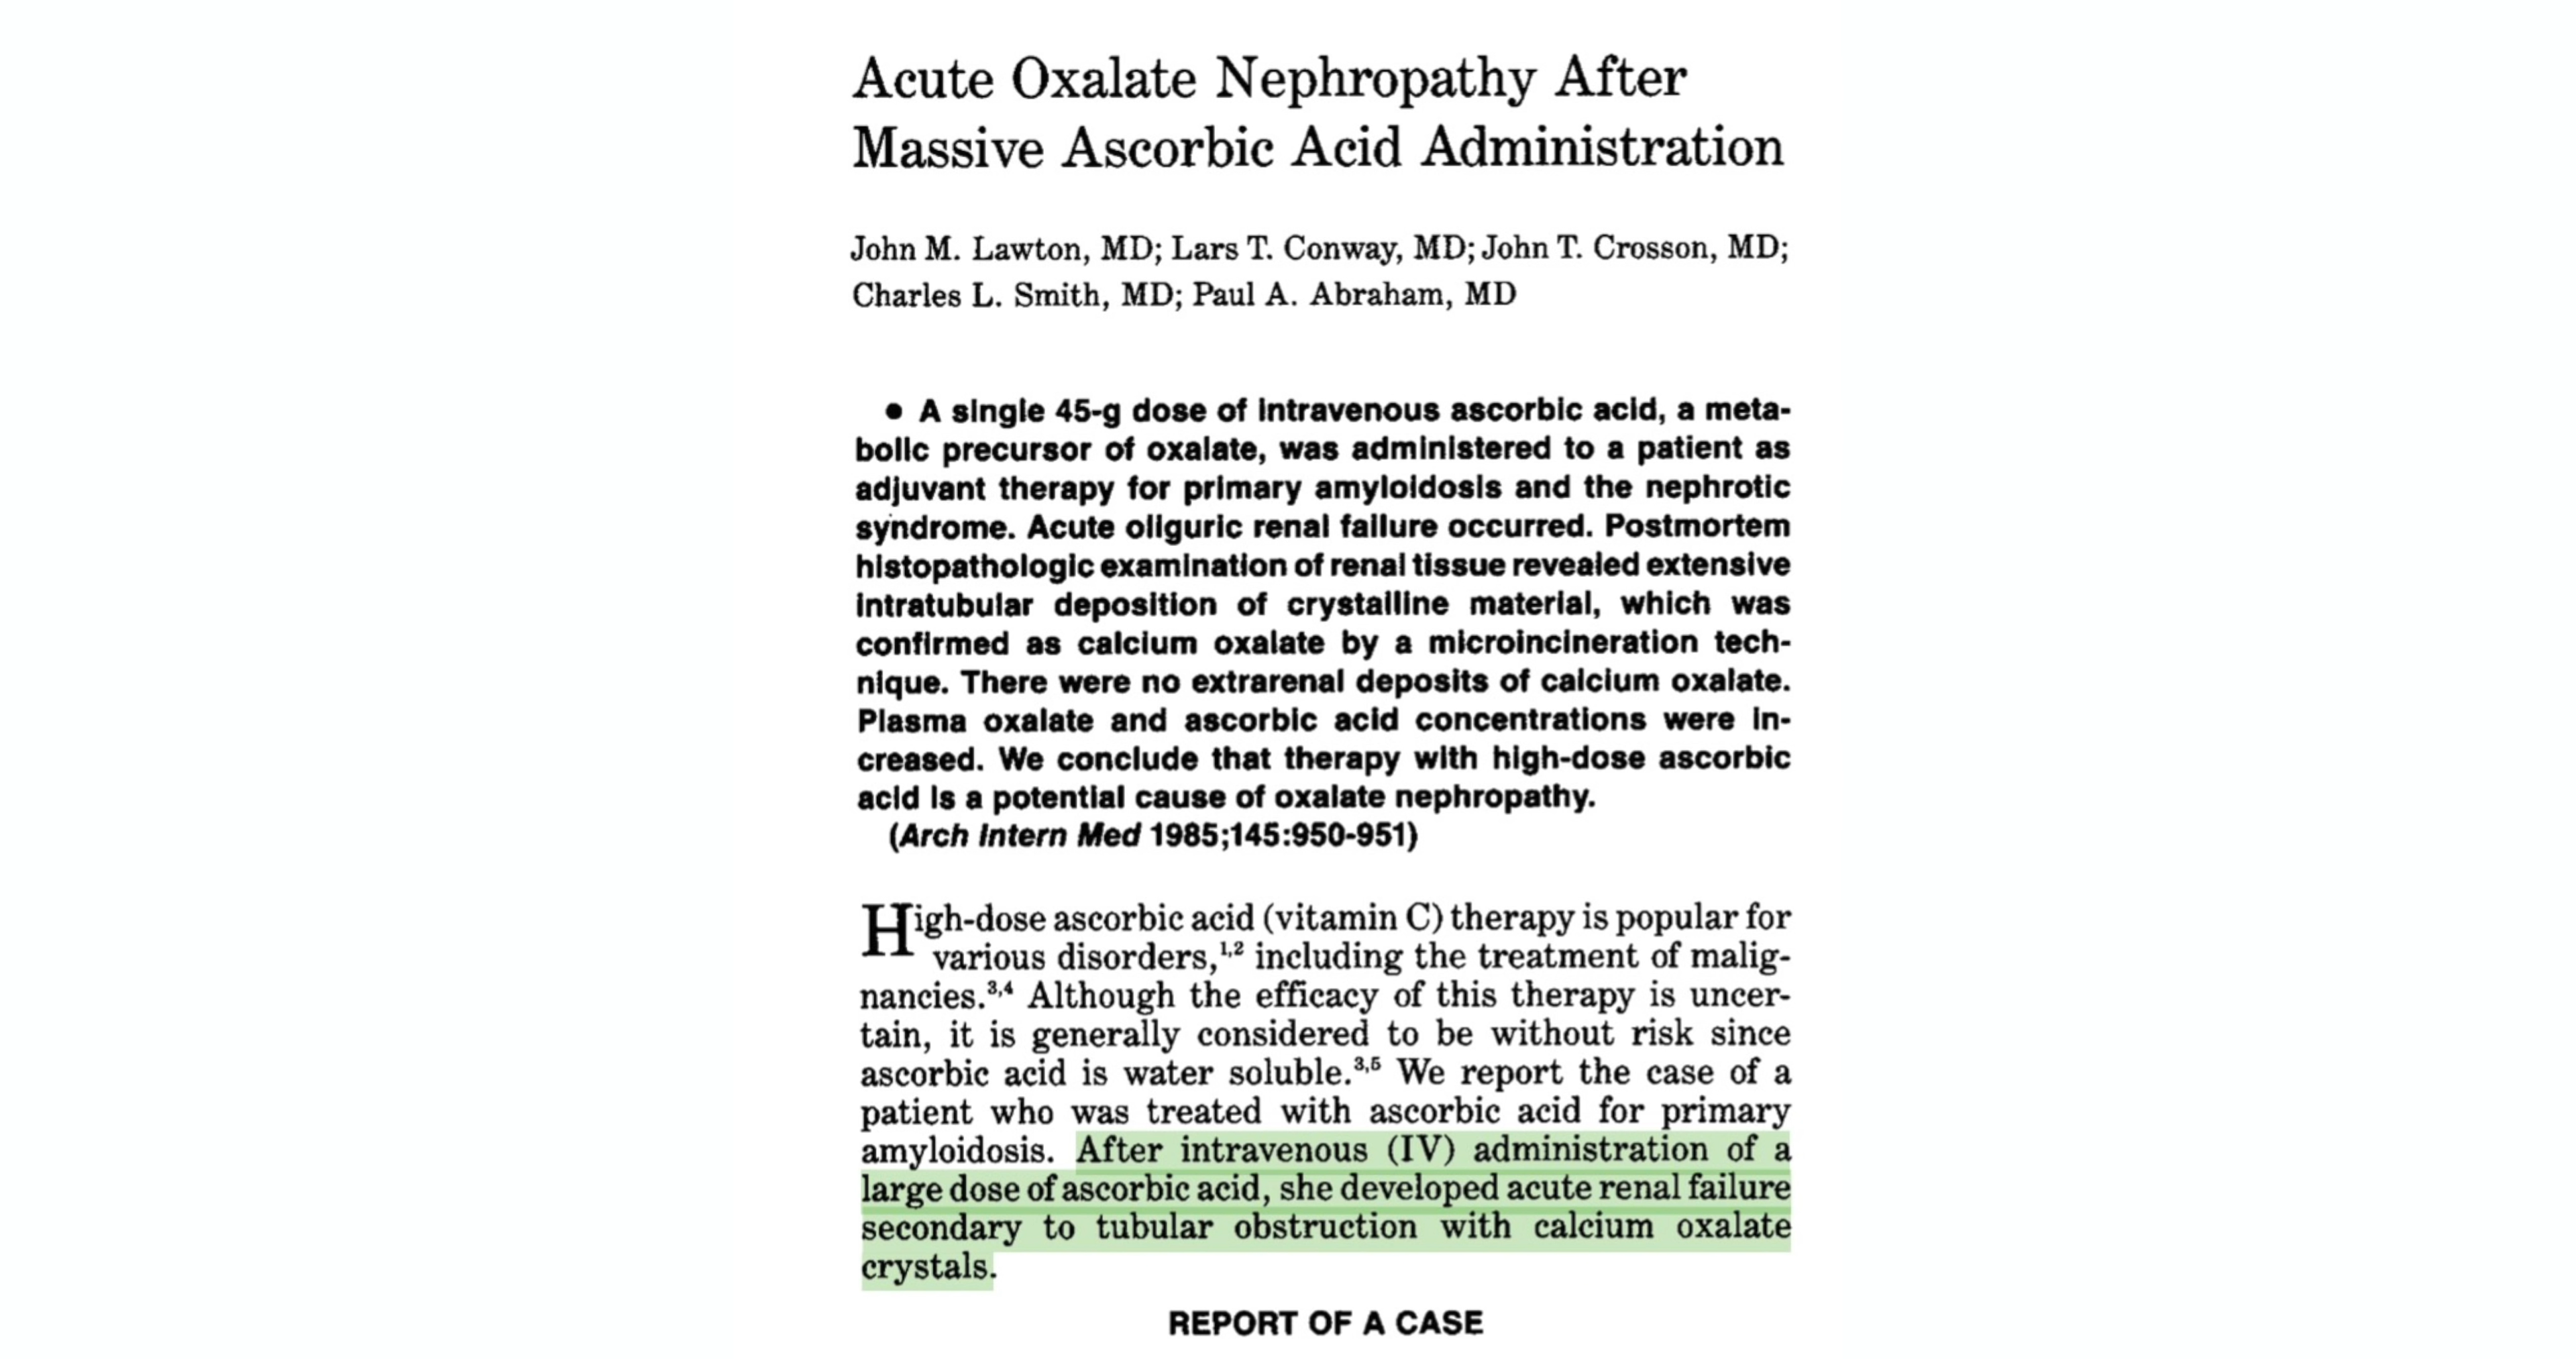 Acute Oxalate Nephropathy After
Massive Ascorbic Acid Administration
John M. Lawton, MD; Lars T. Conway, MD; John T. Crosson, MD;
Charles L. Smith, MD; Paul A. Abraham, MD
● A single 45-g dose of intravenous ascorbic acid, a meta-
bolic precursor of oxalate, was administered to a patient as
adjuvant therapy for primary amyloidosis and the nephrotic
syndrome. Acute oliguric renal failure occurred. Postmortem
histopathologic examination of renal tissue revealed extensive
intratubular deposition of crystalline material, which was
confirmed as calcium oxalate by a microincineration tech-
nique. There were no extrarenal deposits of calcium oxalate.
Plasma oxalate and ascorbic acid concentrations were in-
creased. We conclude that therapy with high-dose ascorbic
acid is a potential cause of oxalate nephropathy.
(Arch Intern Med 1985;145:950-951)
High-dose ascorbic acid (vitamin C) therapy is popular for
various disorders,1,2 including the treatment of malig-
nancies.3,4 Although the efficacy of this therapy is uncer-
tain, it is generally considered to be without risk since
ascorbic acid is water soluble.3,5 We report the case of a
patient who was treated with ascorbic acid for primary
amyloidosis. After intravenous (IV) administration of a
large dose of ascorbic acid, she developed acute renal failure
secondary to tubular obstruction with calcium oxalate
crystals.
REPORT OF A CASE